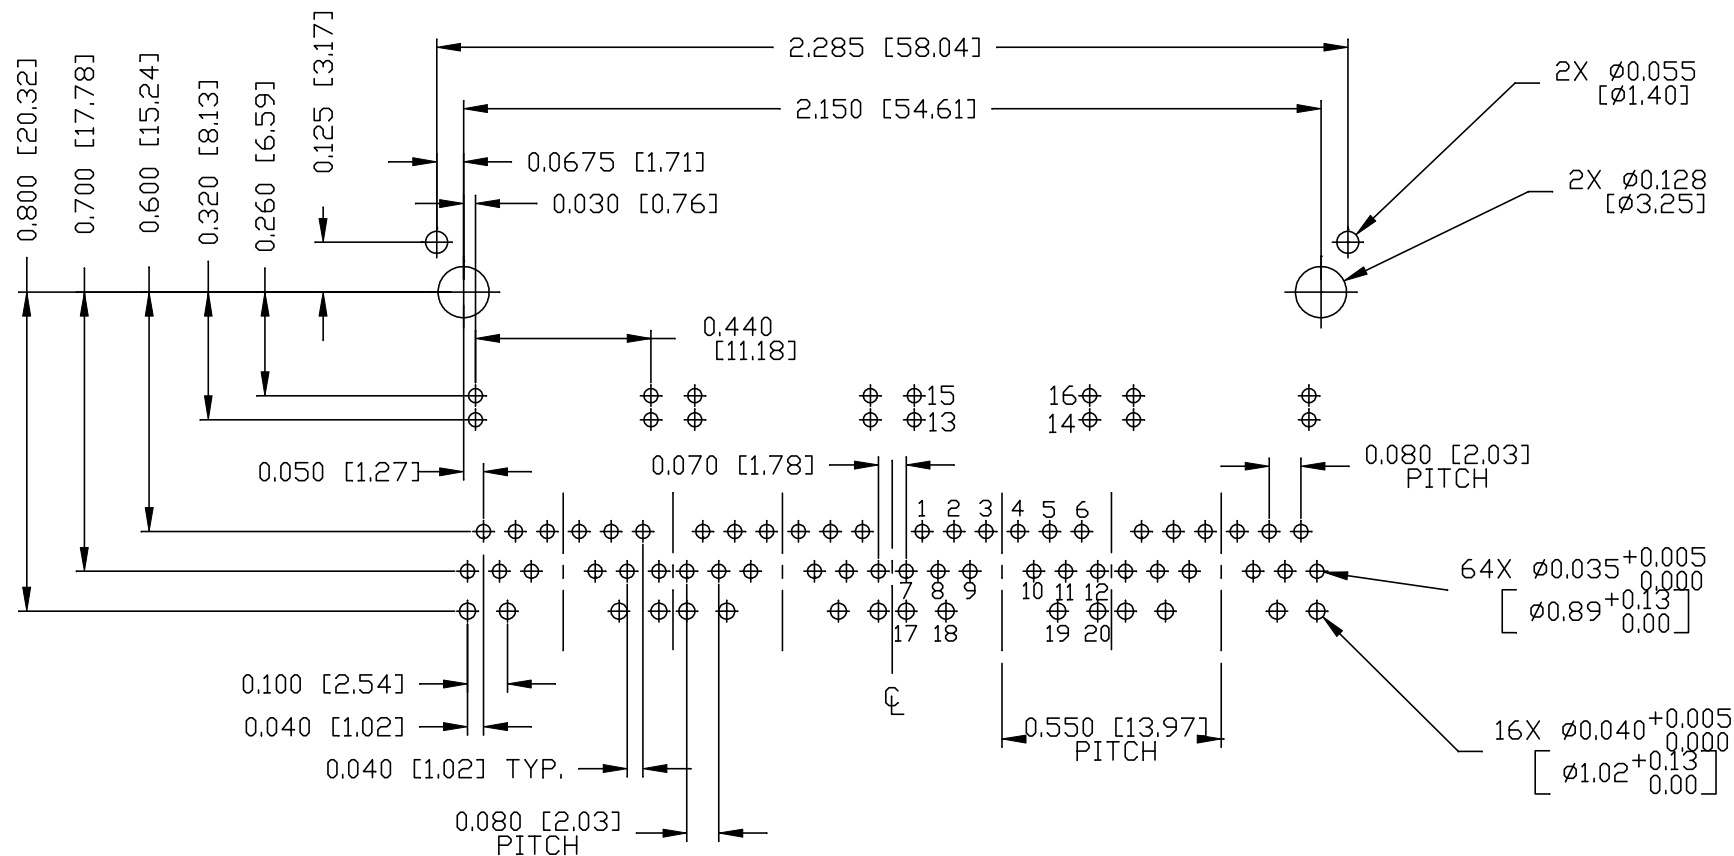 2.285 [58.04]
2X ⌀0.055
[⌀1.40]
2.150 [54.61]
0.800 [20.32]
0.700 [17.78]
0.600 [15.24]
0.320 [8.13]
0.260 [6.59]
0.125 [3.17]
0.0675 [1.71]
2X ⌀0.128
[⌀3.25]
0.030 [0.76]
0.440
[11.18]
15
16
13
14
0.050 [1.27]
0.070 [1.78]
0.080 [2.03]
PITCH
1 2 3 4 5 6
64X ⌀0.035 +0.005
0.000
7 8 9 10 11 12
[⌀0.89 +0.13
0.00]
17 18 19 20
0.100 [2.54]
℄
0.040 [1.02]
0.550 [13.97]
PITCH
16X ⌀0.040 +0.005
0.000
[⌀1.02 +0.13
0.00]
0.040 [1.02] TYP.
0.080 [2.03]
PITCH